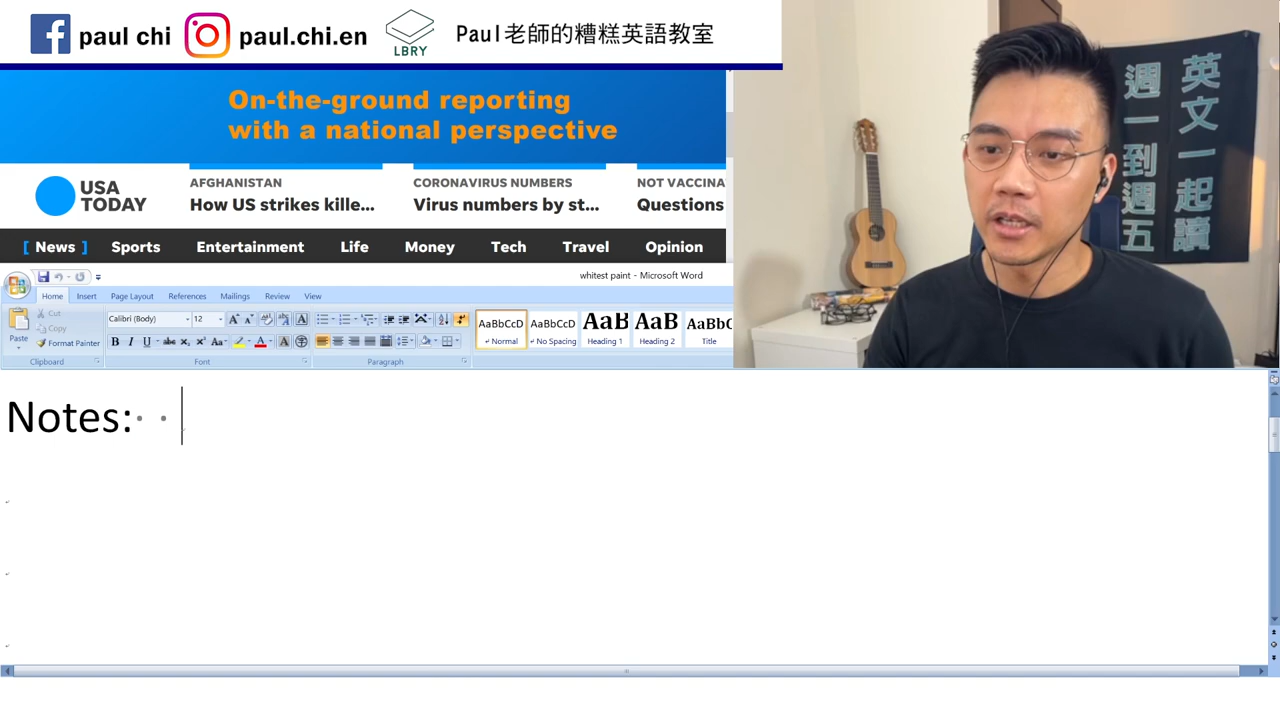 paul chi paul.chi.en LBRY Paul老師的糟糕英語教室
On-the-ground reporting
with a national perspective
USA
TODAY
AFGHANISTAN
How US strikes kille...
CORONAVIRUS NUMBERS
Virus numbers by st...
NOT VACCINA
Questions
[ News ] Sports Entertainment Life Money Tech Travel Opinion
whitest paint - Microsoft Word
Home Insert Page Layout References Mailings Review View
Paste
Cut
Copy
Format Painter
Clipboard
Calibri (Body) 12
Font
Paragraph
AaBbCcD AaBbCcD AaB AaB AaBbC
Normal No Spacing Heading 1 Heading 2 Title
Notes:
英文一起讀
週一到週五